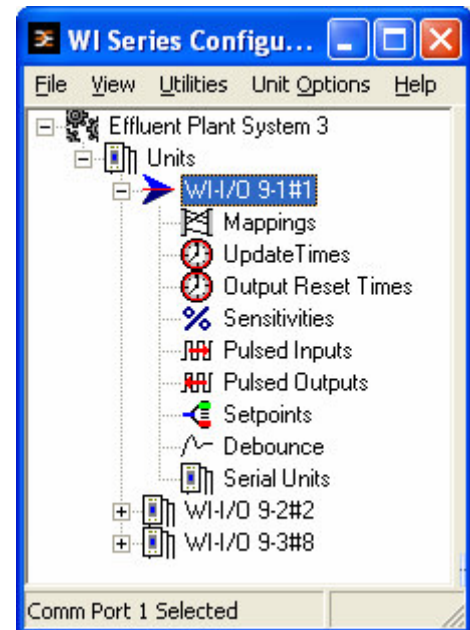 WI Series Configu...
File View Utilities Unit Options Help
Effluent Plant System 3
Units
WI-I/O 9-1#1
Mappings
UpdateTimes
Output Reset Times
Sensitivities
Pulsed Inputs
Pulsed Outputs
Setpoints
Debounce
Serial Units
WI-I/O 9-2#2
WI-I/O 9-3#8
Comm Port 1 Selected